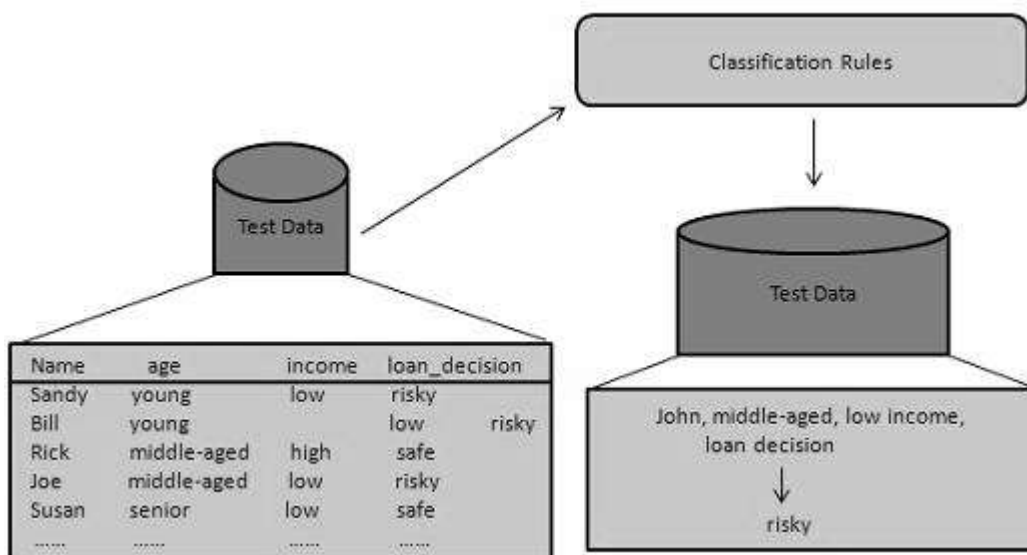 Classification Rules
Test Data
Test Data
Name age income loan_decision
Sandy young low risky
Bill young low risky
Rick middle-aged high safe
Joe middle-aged low risky
Susan senior low safe
...... ...... ...... ......
John, middle-aged, low income,
loan decision
risky